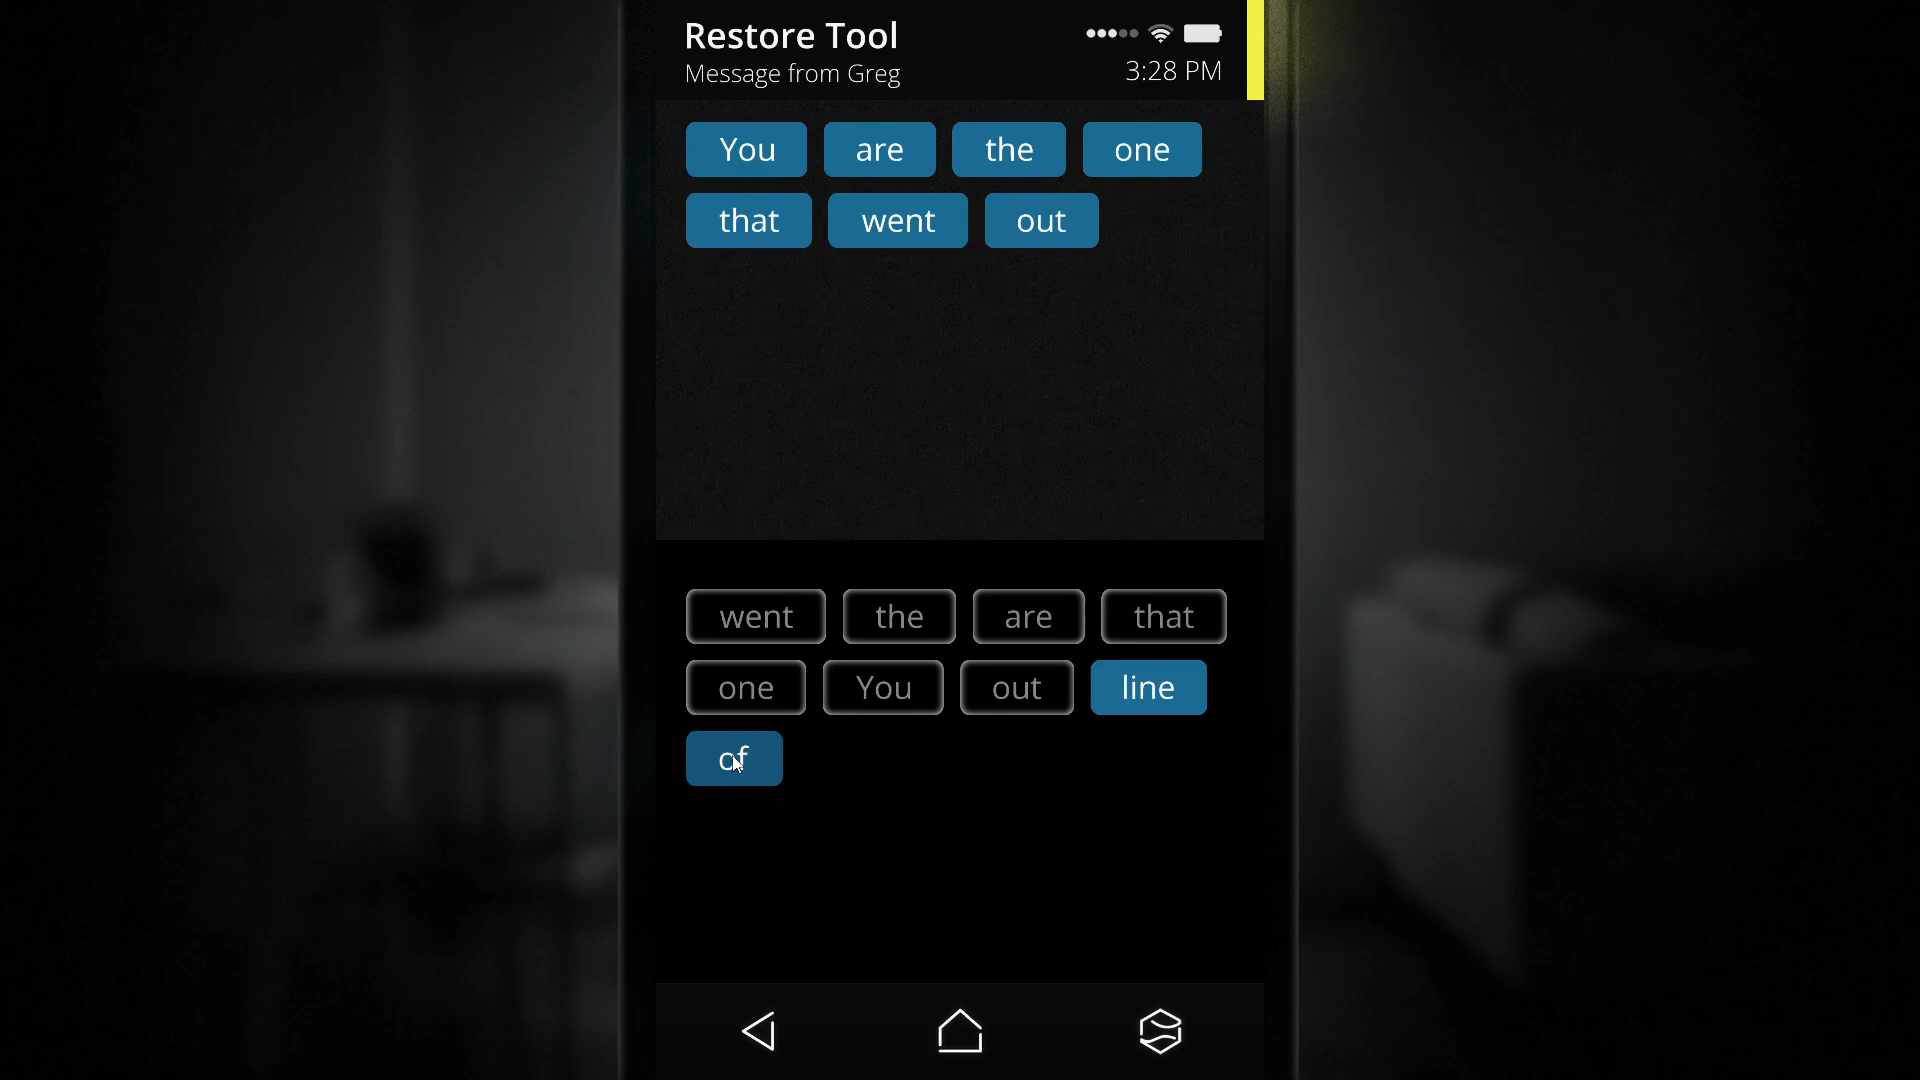 Restore Tool
Message from Greg
3:28 PM
You are the one
that went out
went the are that
one You out line
of